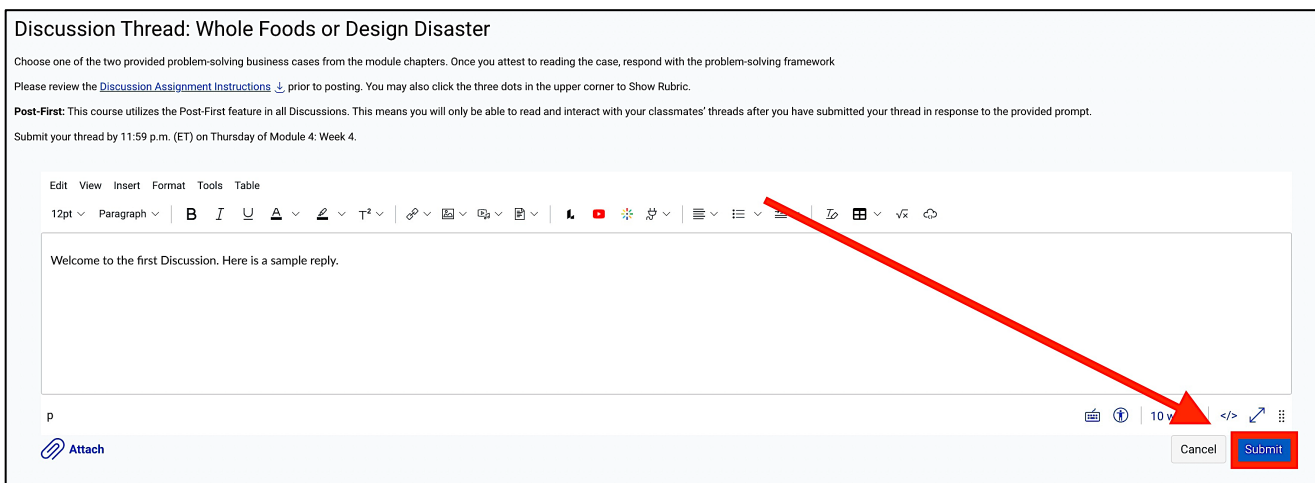 Discussion Thread: Whole Foods or Design Disaster
Choose one of the two provided problem-solving business cases from the module chapters. Once you attest to reading the case, respond with the problem-solving framework
Please review the Discussion Assignment Instructions prior to posting. You may also click the three dots in the upper corner to Show Rubric.
Post-First: This course utilizes the Post-First feature in all Discussions. This means you will only be able to read and interact with your classmates' threads after you have submitted your thread in response to the provided prompt.
Submit your thread by 11:59 p.m. (ET) on Thursday of Module 4: Week 4.
Edit View Insert Format Tools Table
12pt Paragraph B I U A T²
Welcome to the first Discussion. Here is a sample reply.
p 10 </>
Attach Cancel Submit